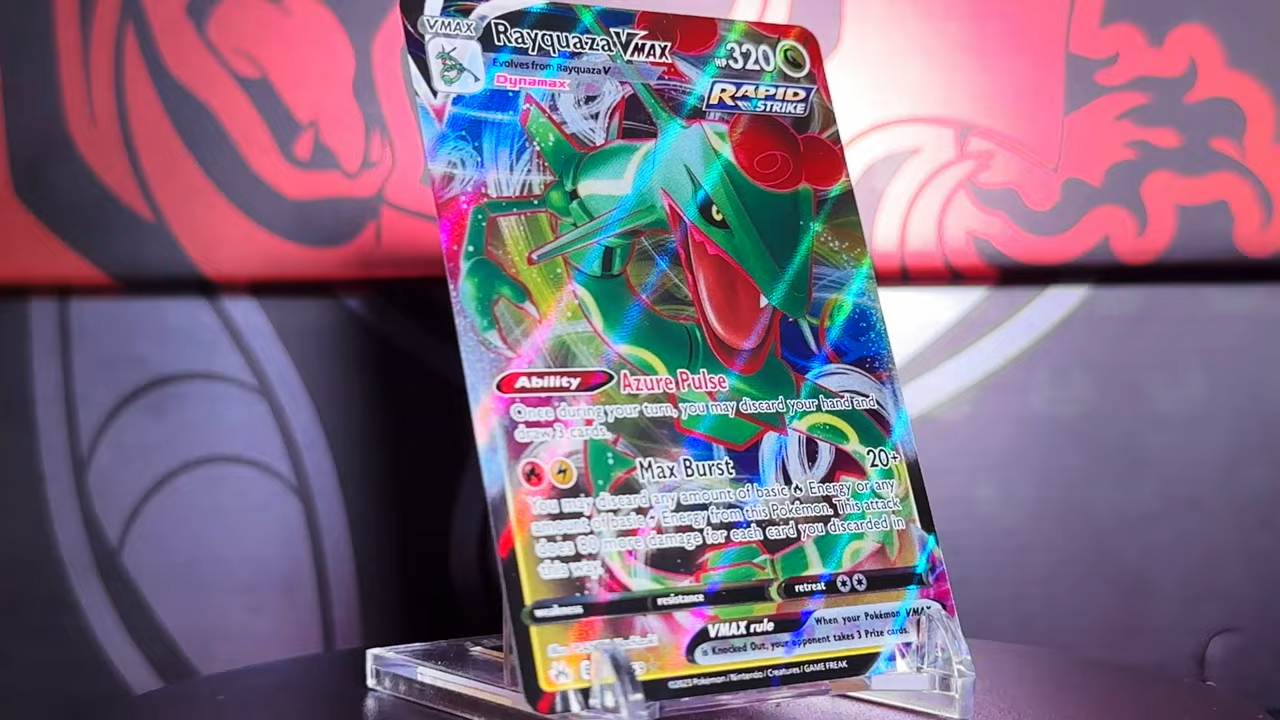 VMAX
Rayquaza VMAX
HP 320
Evolves from Rayquaza V
Dynamax
RAPID
STRIKE
Ability Azure Pulse
Once during your turn, you may discard your hand and
draw 3 cards.
Max Burst 20+
You may discard any amount of basic Energy or any
amount of basic Energy from this Pokémon. This attack
does 80 more damage for each card you discarded in
this way.
weakness resistance retreat
VMAX rule
When your Pokémon VMAX
is Knocked Out, your opponent takes 3 Prize cards.
©2023 Pokémon / Nintendo / Creatures / GAME FREAK